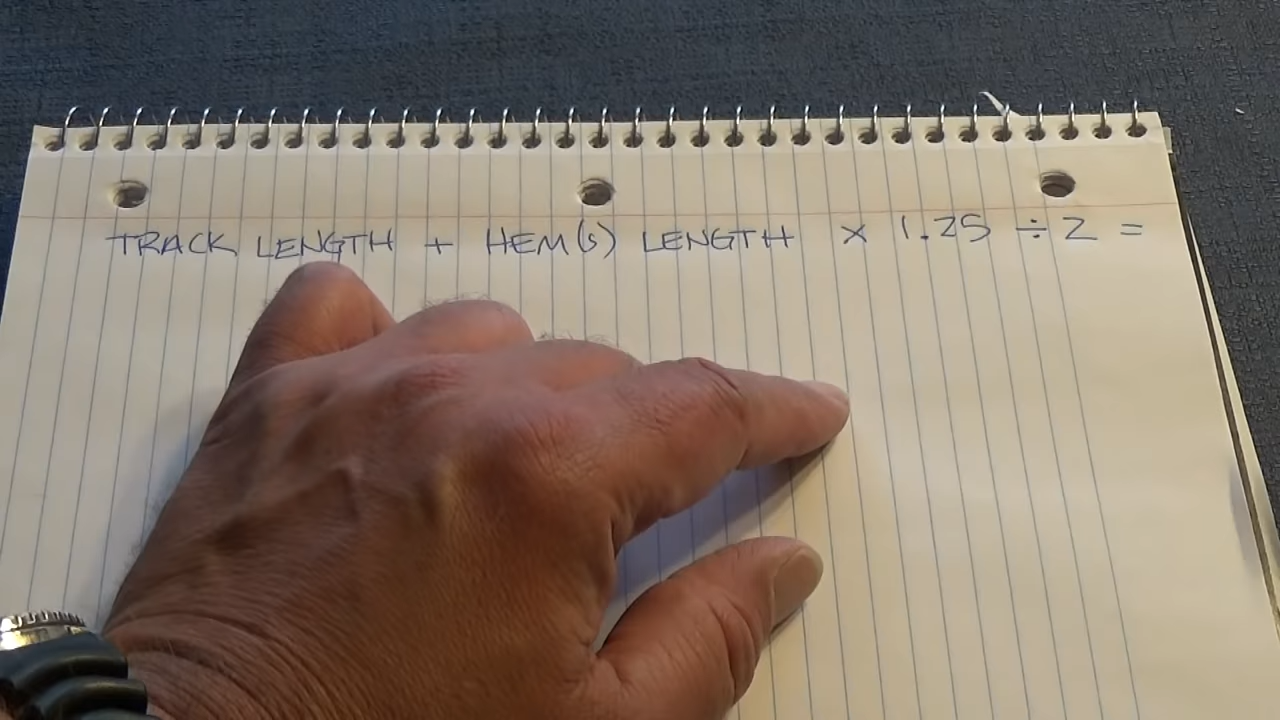 TRACK LENGTH + HEM(s) LENGTH x 1.25 ÷ 2 =